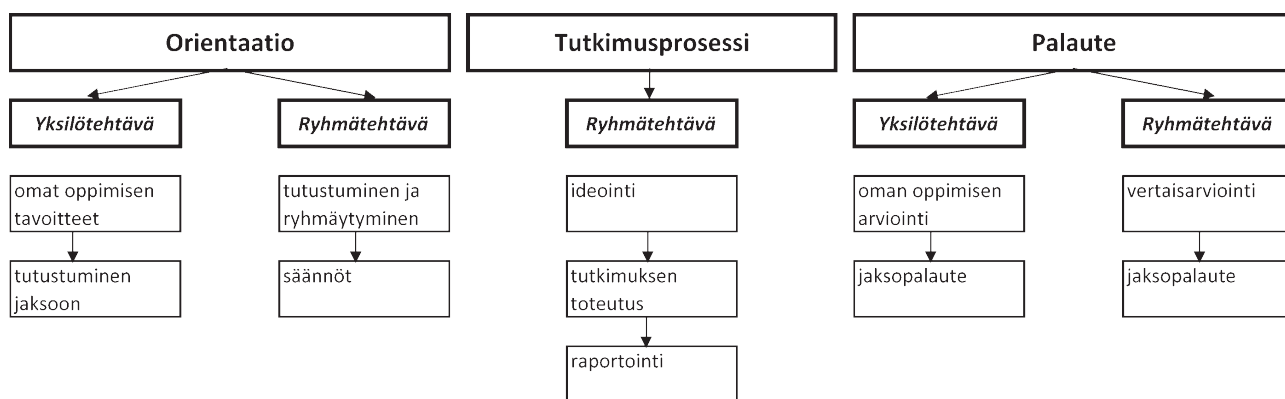 Orientaatio
Tutkimusprosessi
Palaute
Yksilötehtävä
Ryhmätehtävä
Ryhmätehtävä
Yksilötehtävä
Ryhmätehtävä
omat oppimisen
tavoitteet
tutustuminen ja
ryhmäytyminen
ideointi
oman oppimisen
arviointi
vertaisarviointi
tutustuminen
jaksoon
säännöt
tutkimuksen
toteutus
jaksopalaute
jaksopalaute
raportointi